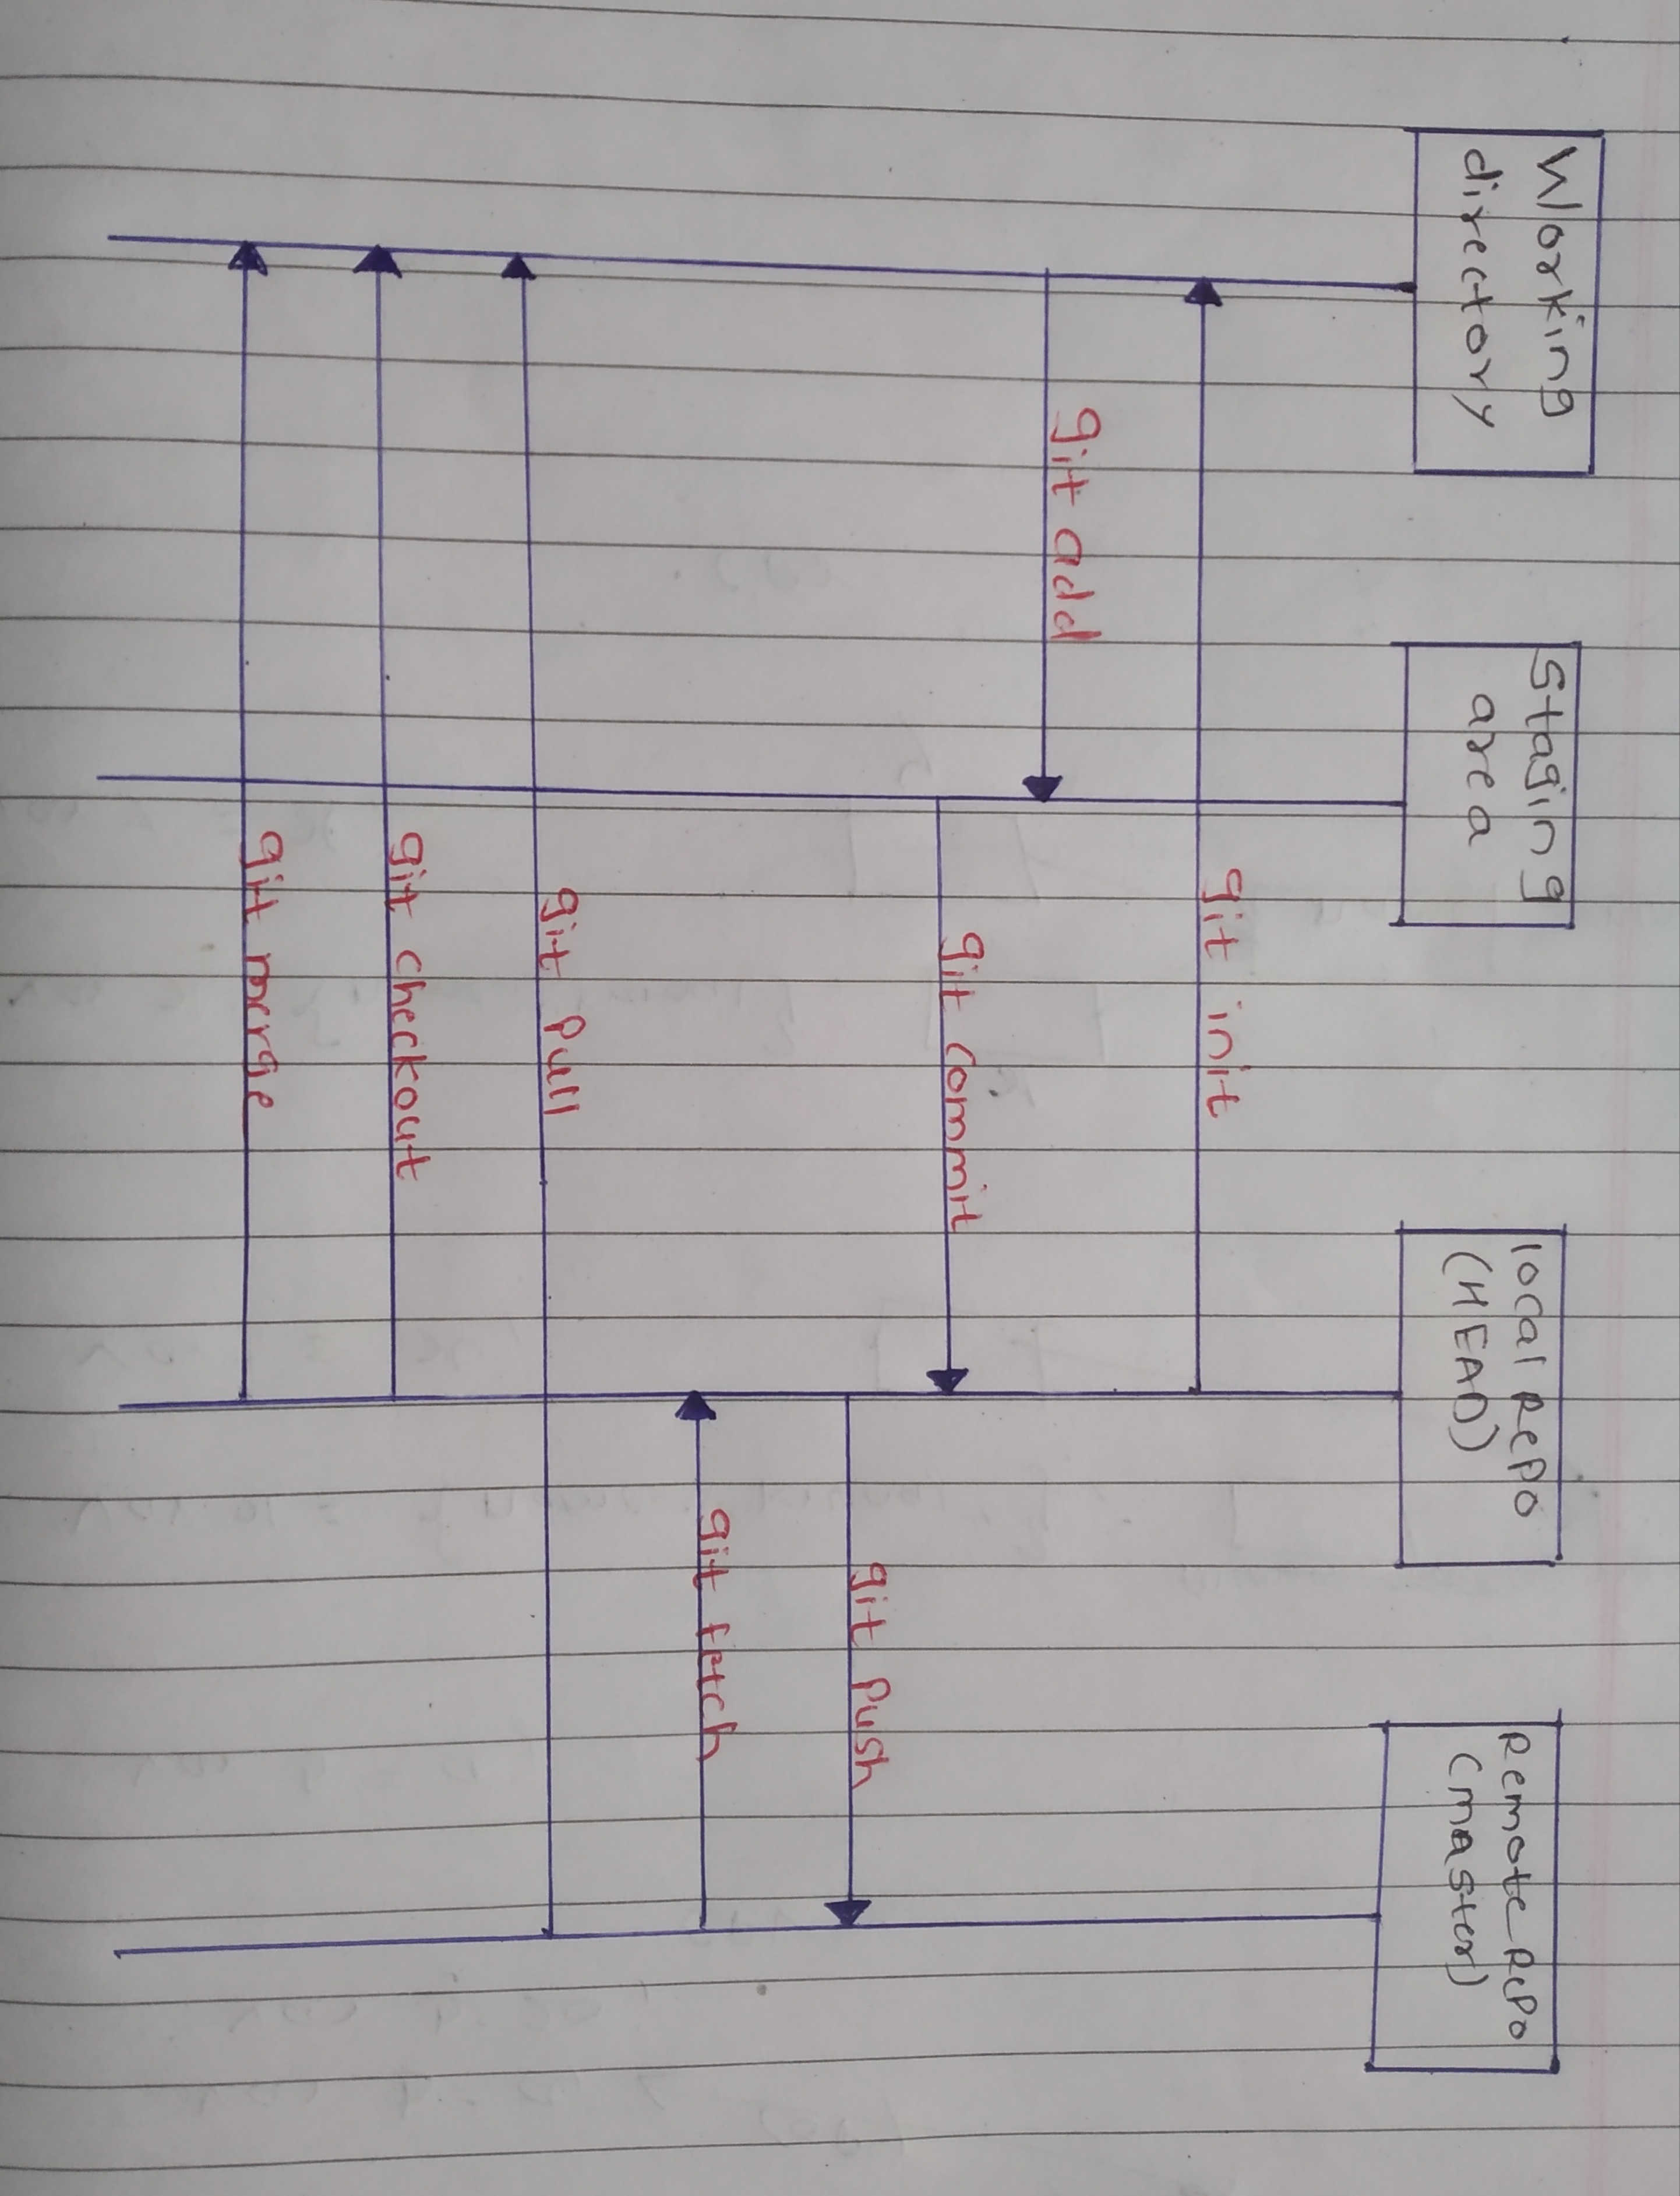 Working
directory
Staging
area
local Repo
(HEAD)
Remote Repo
(master)
git init
git add
git commit
git Push
git fetch
git Pull
git checkout
git merge